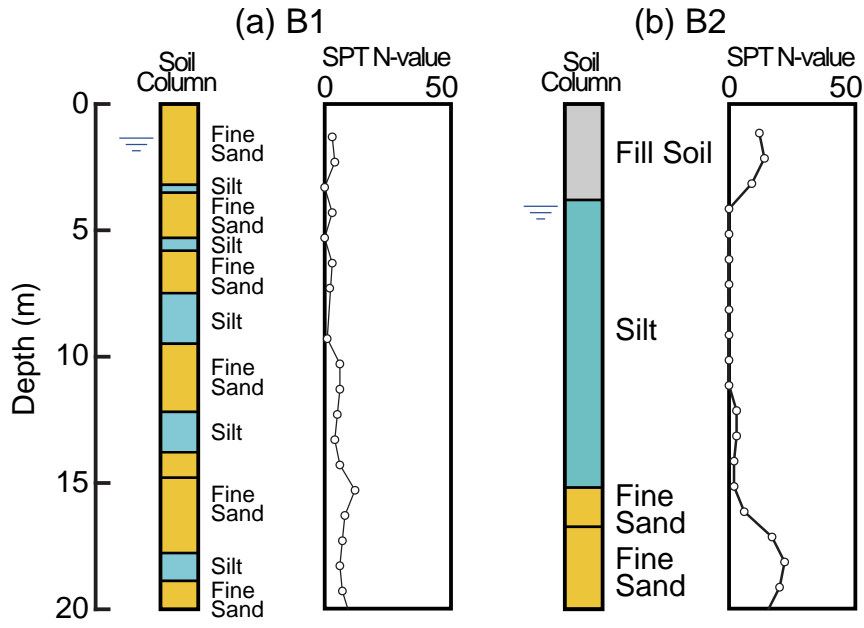 (a) B1
Soil
Column
SPT N-value
0
50
0
5
10
15
20
Depth (m)
Fine
Sand
Silt
Fine
Sand
Silt
Fine
Sand
Silt
Fine
Sand
Silt
Fine
Sand
Silt
Fine
Sand
(b) B2
Soil
Column
SPT N-value
0
50
Fill Soil
Silt
Fine
Sand
Fine
Sand